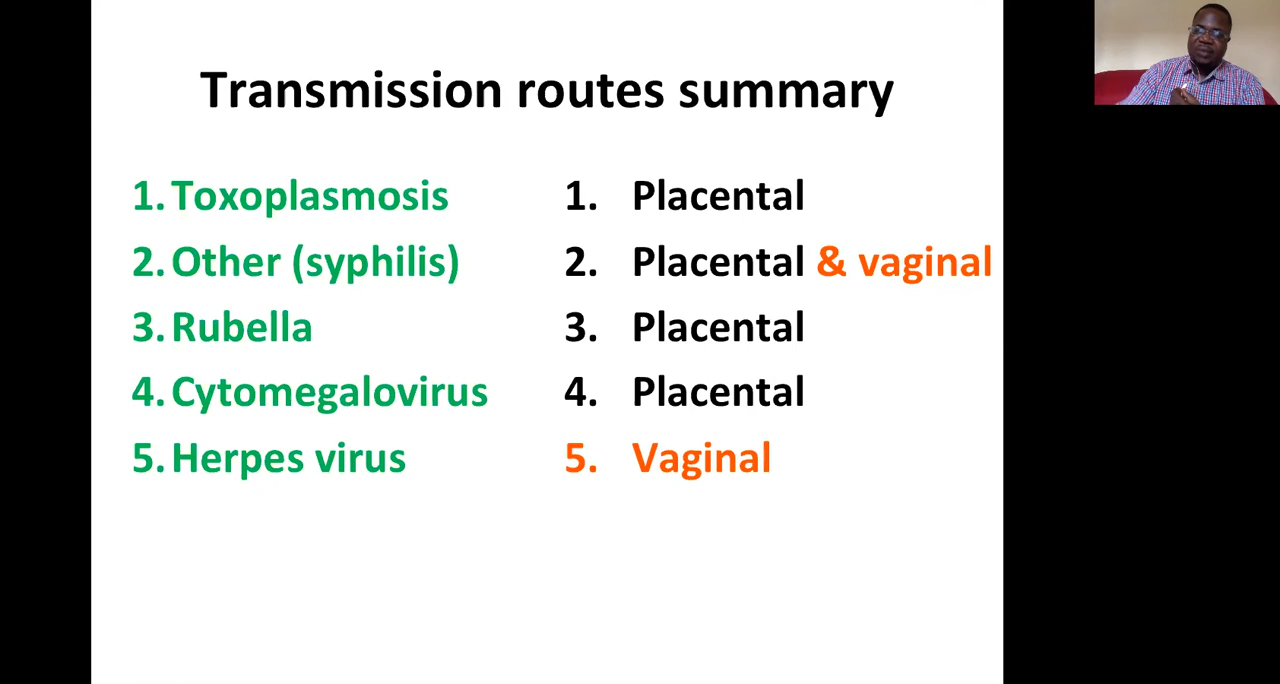 Transmission routes summary
1. Toxoplasmosis
2. Other (syphilis)
3. Rubella
4. Cytomegalovirus
5. Herpes virus
1. Placental
2. Placental & vaginal
3. Placental
4. Placental
5. Vaginal